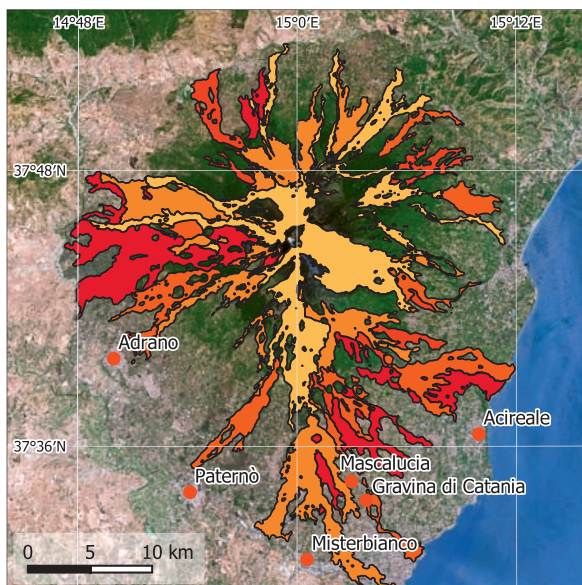 14°48′E 15°0′E 15°12′E
37°48′N
Adrano
Acireale
37°36′N
Mascalucia
Paternò
Gravina di Catania
Misterbianco
0 5 10 km